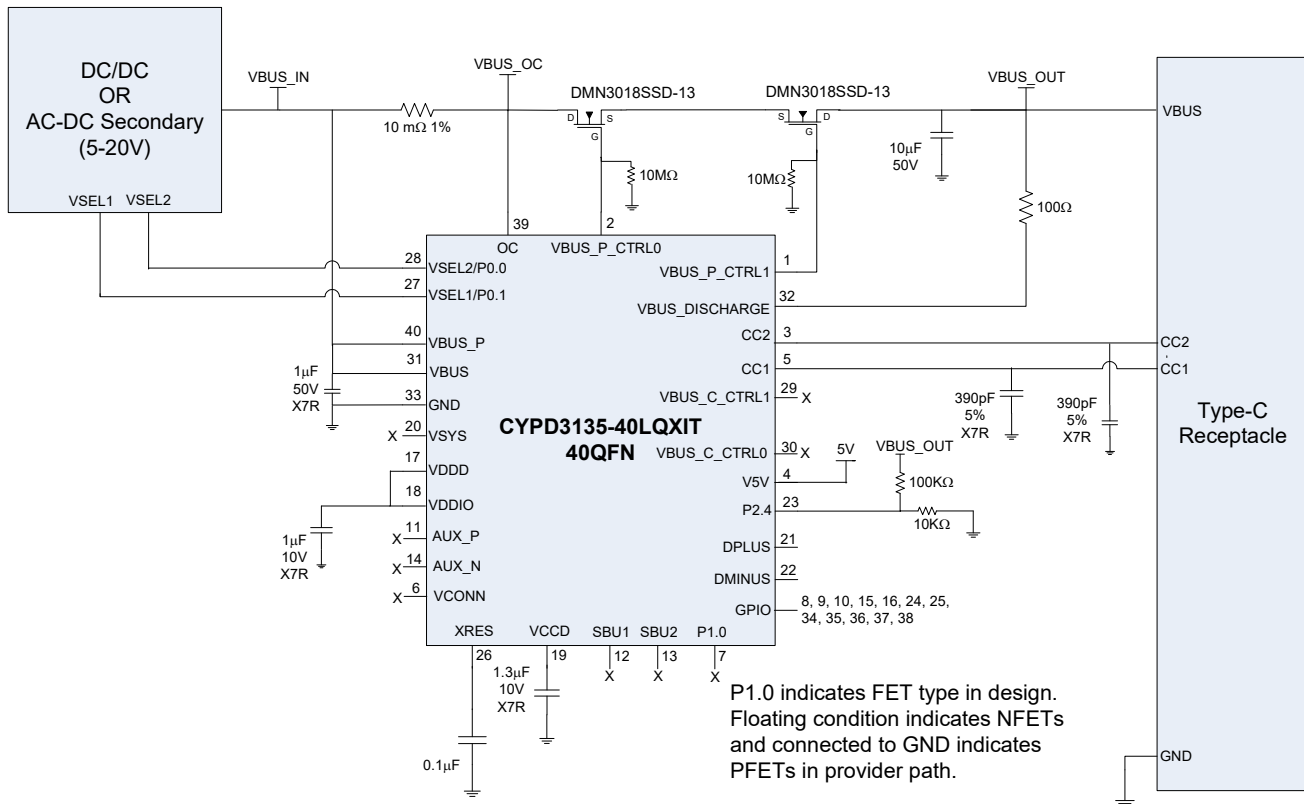 DC/DC
OR
AC-DC Secondary
(5-20V)
VSEL1
VSEL2
VBUS_IN
10 mΩ 1%
VBUS_OC
DMN3018SSD-13
D
S
G
10MΩ
DMN3018SSD-13
S
D
G
10MΩ
VBUS_OUT
10µF
50V
100Ω
VBUS
39
OC
2
VBUS_P_CTRL0
28
VSEL2/P0.0
27
VSEL1/P0.1
40
VBUS_P
31
VBUS
33
GND
X
20
VSYS
17
VDDD
18
VDDIO
X
11
AUX_P
X
14
AUX_N
X
6
VCONN
1µF
50V
X7R
1µF
10V
X7R
CYPD3135-40LQXIT
40QFN
1
VBUS_P_CTRL1
32
VBUS_DISCHARGE
3
CC2
5
CC1
29
VBUS_C_CTRL1
X
30
VBUS_C_CTRL0
X
4
V5V
5V
23
P2.4
VBUS_OUT
100KΩ
10KΩ
21
DPLUS
22
DMINUS
GPIO
8, 9, 10, 15, 16, 24, 25,
34, 35, 36, 37, 38
390pF
5%
X7R
390pF
5%
X7R
CC2
CC1
Type-C
Receptacle
GND
XRES
26
0.1µF
VCCD
19
1.3µF
10V
X7R
SBU1
12
X
SBU2
13
X
P1.0
7
X
P1.0 indicates FET type in design.
Floating condition indicates NFETs
and connected to GND indicates
PFETs in provider path.